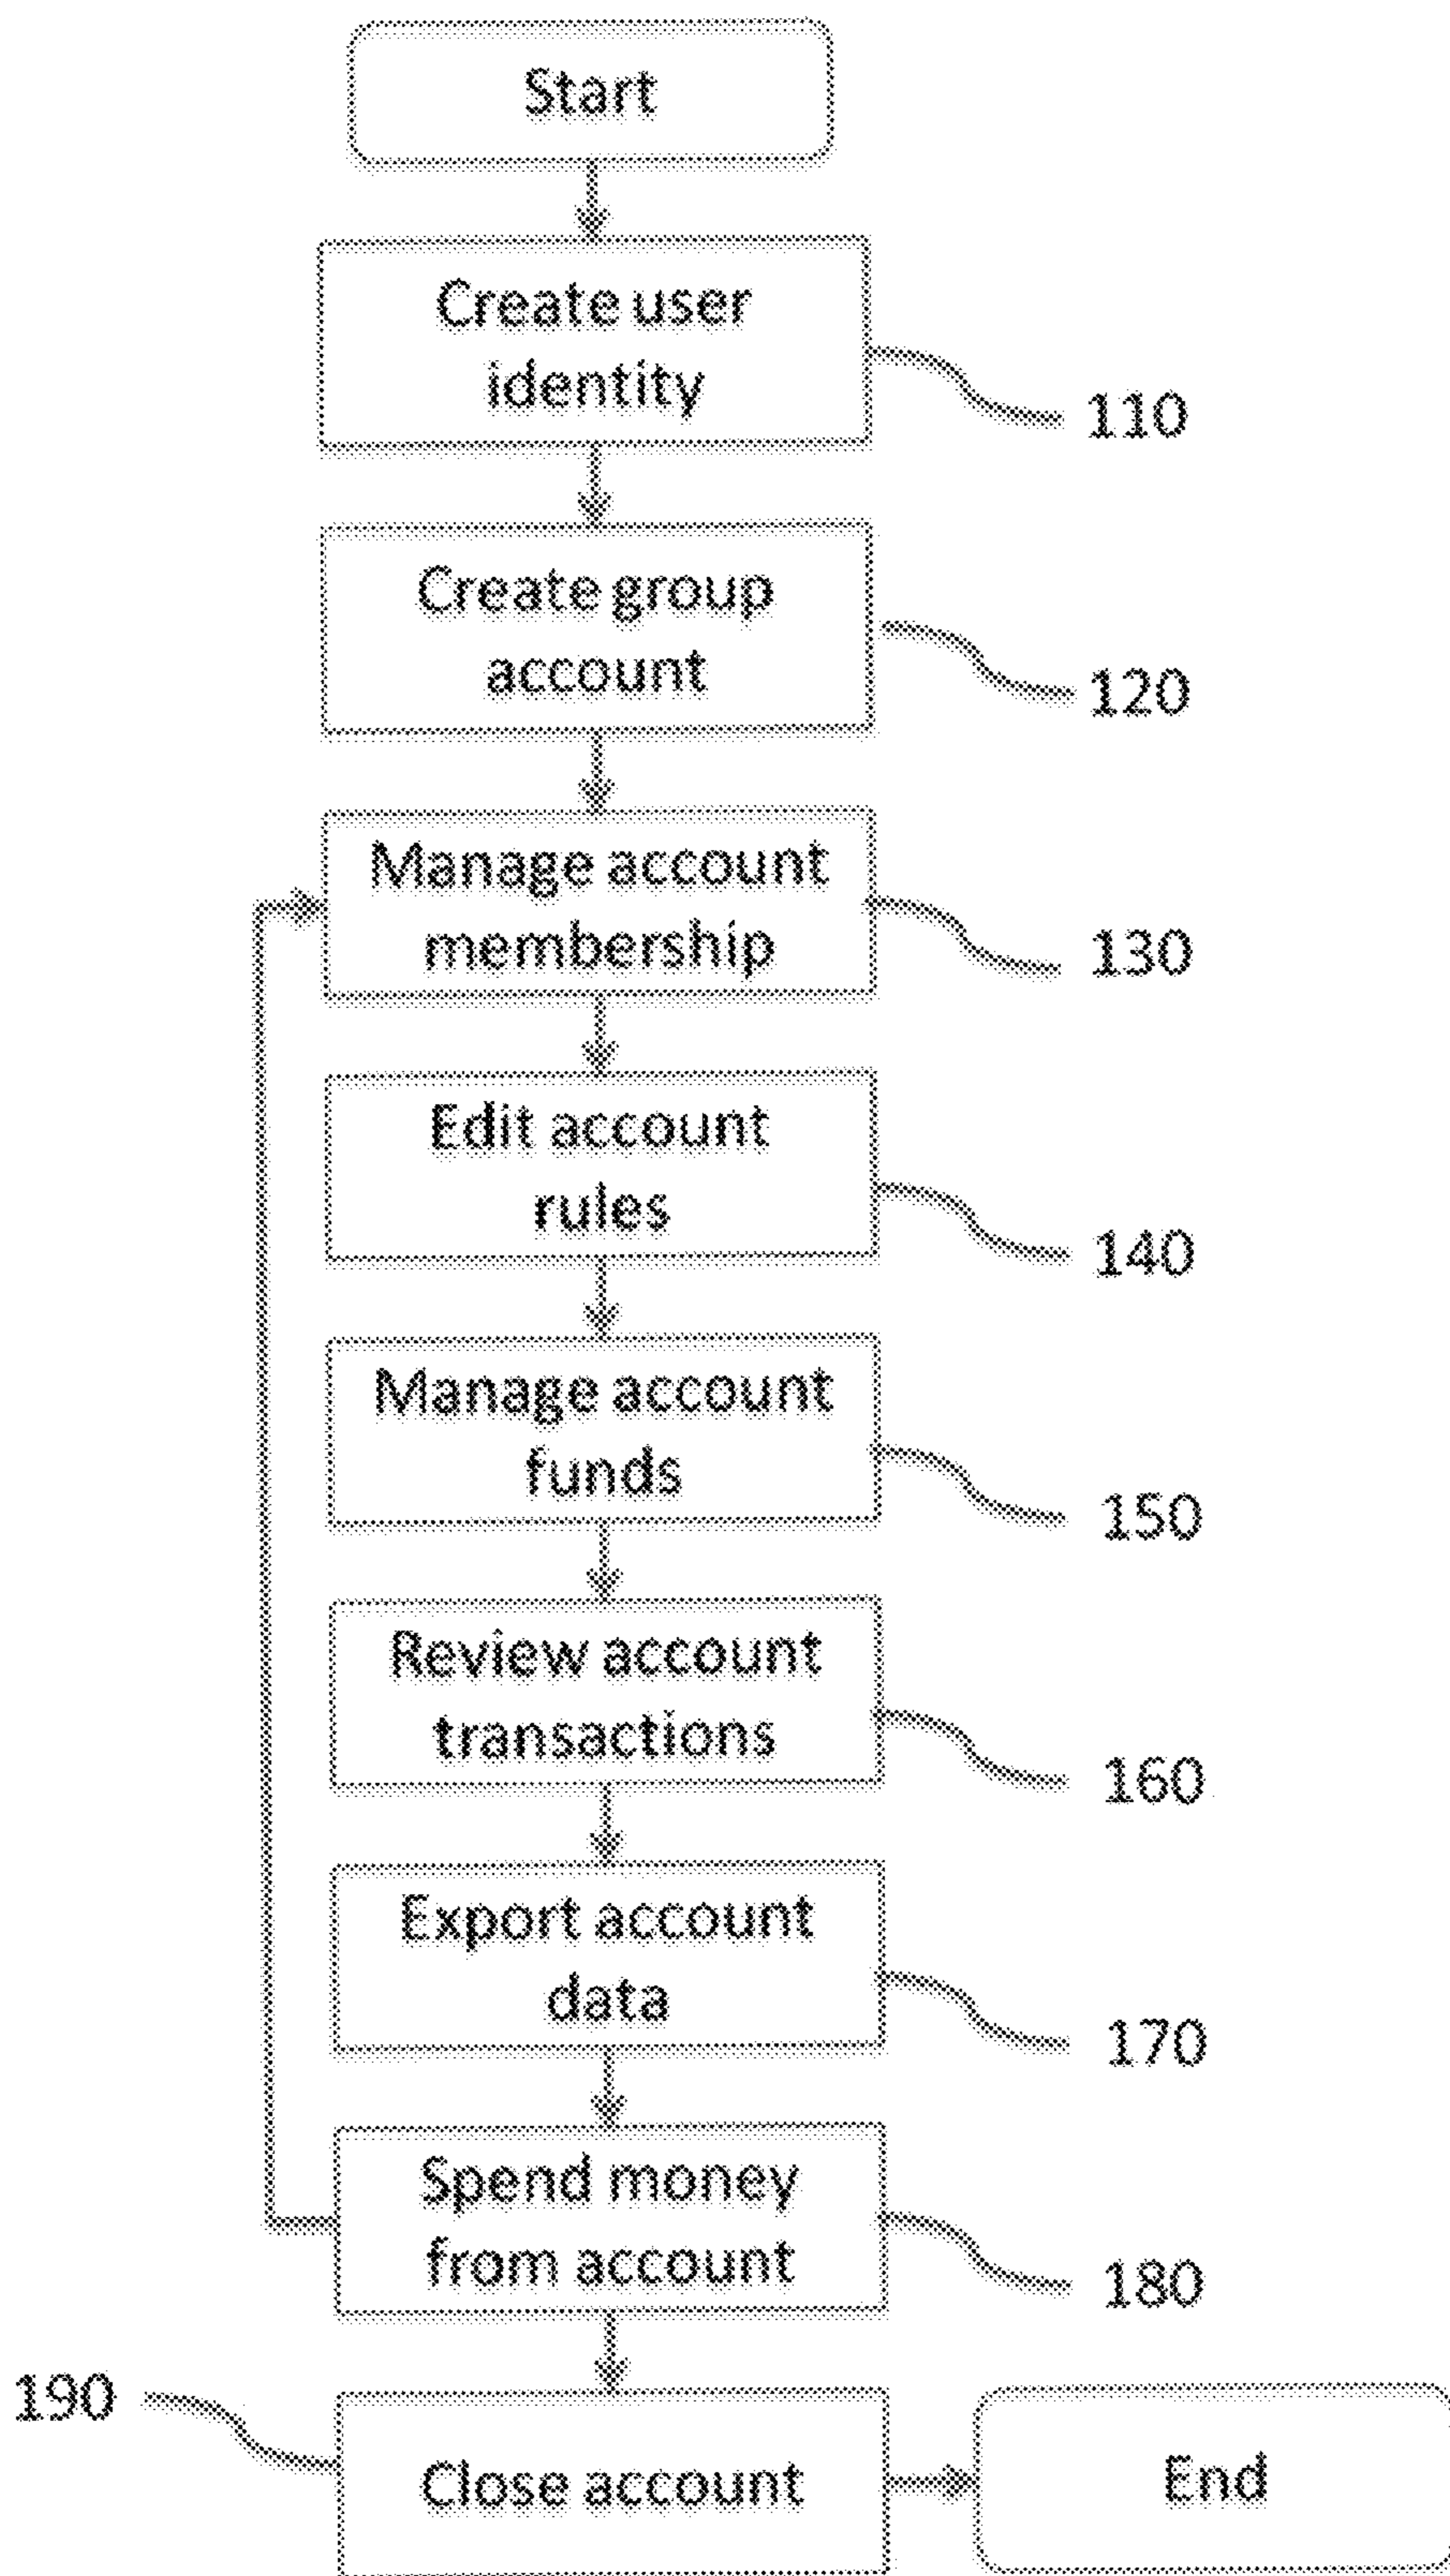 Start
Create user
identity
110
Create group
account
120
Manage account
membership
130
Edit account
rules
140
Manage account
funds
150
Review account
transactions
160
Export account
data
170
Spend money
from account
180
190
Close account
End